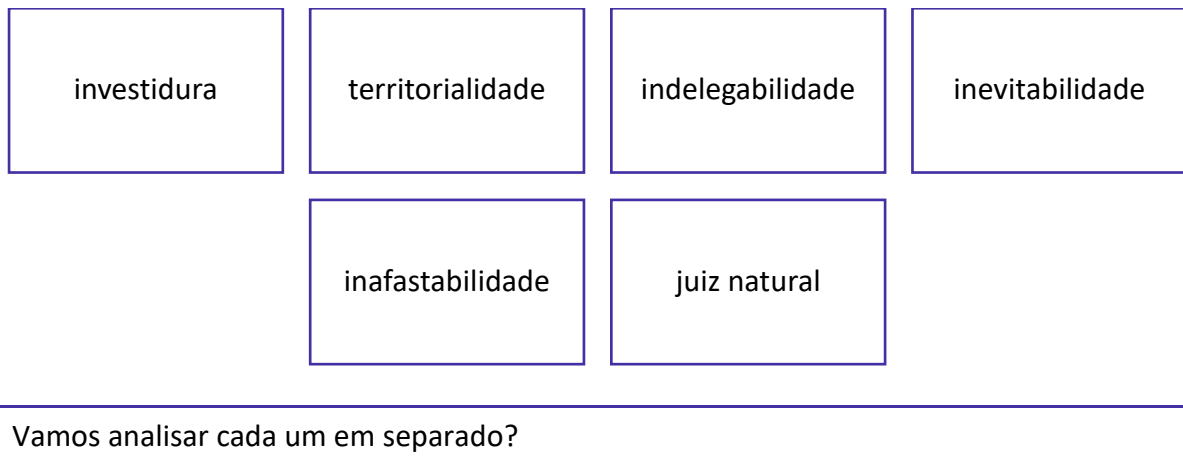 investidura territorialidade indelegabilidade inevitabilidade
inafastabilidade juiz natural
Vamos analisar cada um em separado?